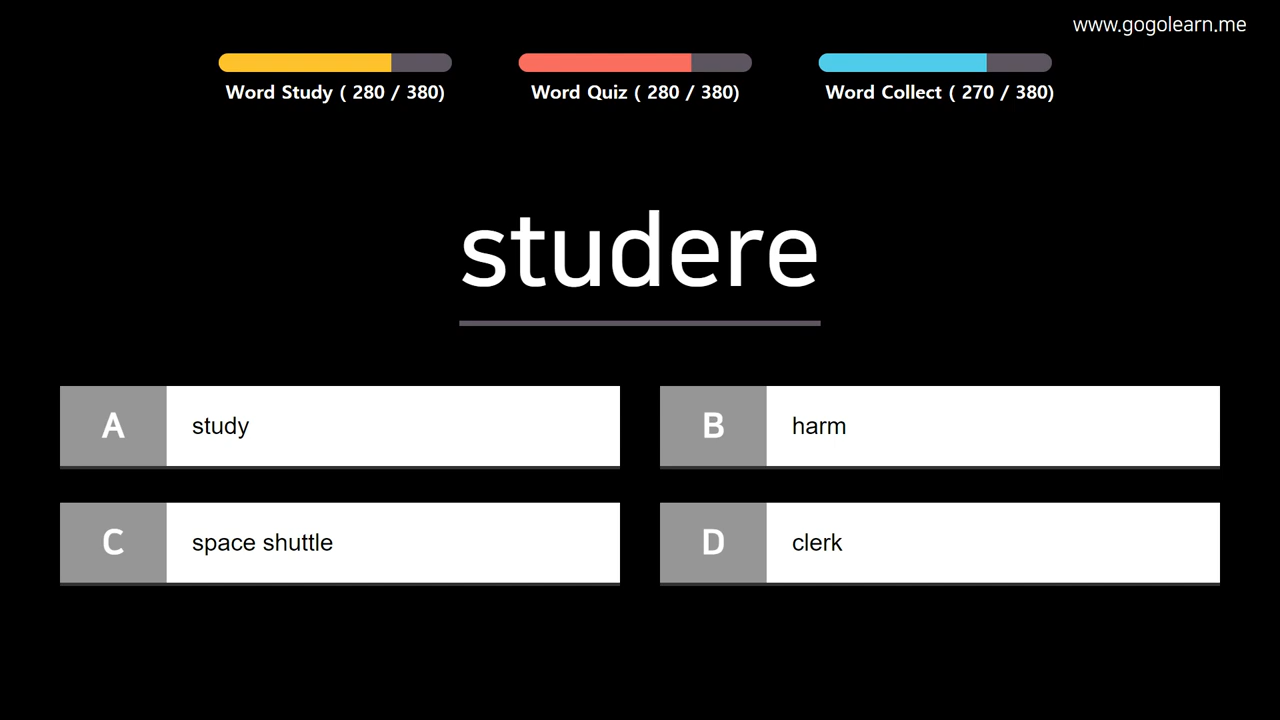 www.gogolearn.me
Word Study ( 280 / 380)
Word Quiz ( 280 / 380)
Word Collect ( 270 / 380)
studere
A study
B harm
C space shuttle
D clerk